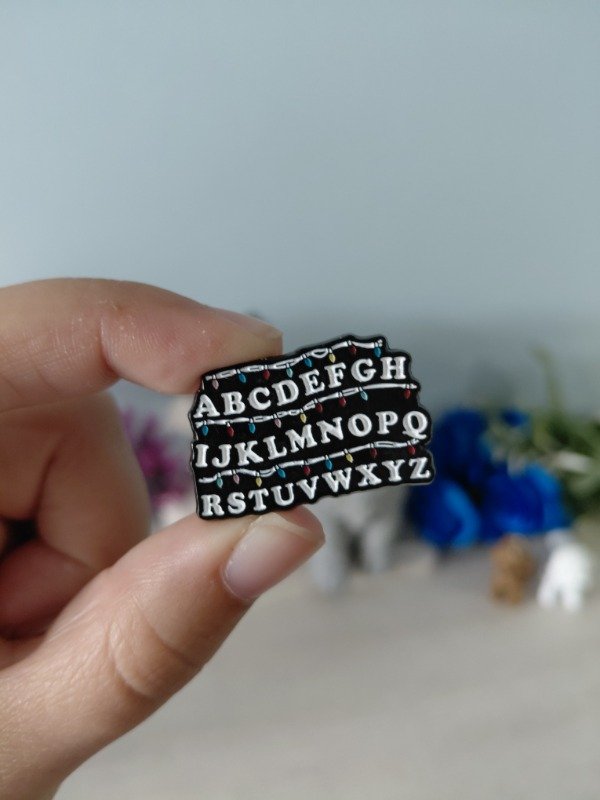 ABCDEFGH
IJKLMNOPQ
RSTUVWXYZ